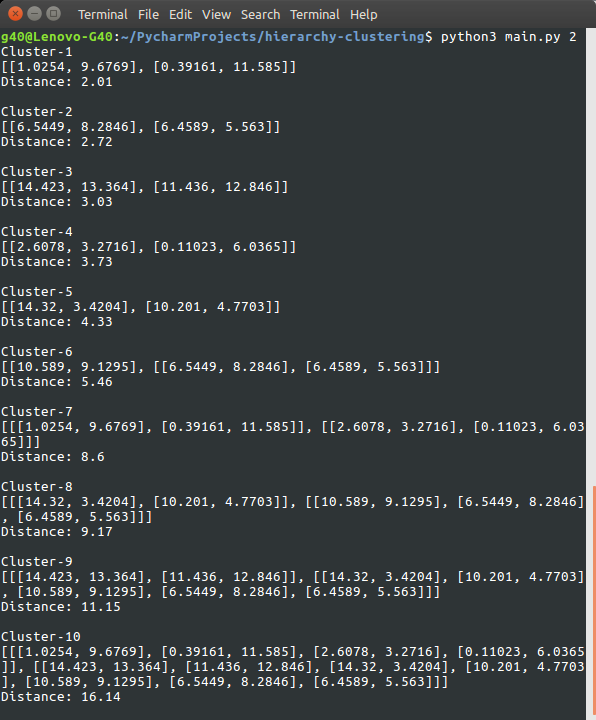 Terminal File Edit View Search Terminal Help
g40@Lenovo-G40:~/PycharmProjects/hierarchy-clustering$ python3 main.py 2
Cluster-1
[[1.0254, 9.6769], [0.39161, 11.585]]
Distance: 2.01
Cluster-2
[[6.5449, 8.2846], [6.4589, 5.563]]
Distance: 2.72
Cluster-3
[[14.423, 13.364], [11.436, 12.846]]
Distance: 3.03
Cluster-4
[[2.6078, 3.2716], [0.11023, 6.0365]]
Distance: 3.73
Cluster-5
[[14.32, 3.4204], [10.201, 4.7703]]
Distance: 4.33
Cluster-6
[[10.589, 9.1295], [[6.5449, 8.2846], [6.4589, 5.563]]]
Distance: 5.46
Cluster-7
[[[1.0254, 9.6769], [0.39161, 11.585]], [[2.6078, 3.2716], [0.11023, 6.03
65]]]
Distance: 8.6
Cluster-8
[[[14.32, 3.4204], [10.201, 4.7703]], [[10.589, 9.1295], [6.5449, 8.2846]
, [6.4589, 5.563]]]
Distance: 9.17
Cluster-9
[[[14.423, 13.364], [11.436, 12.846]], [[14.32, 3.4204], [10.201, 4.7703]
, [10.589, 9.1295], [6.5449, 8.2846], [6.4589, 5.563]]]
Distance: 11.15
Cluster-10
[[[1.0254, 9.6769], [0.39161, 11.585], [2.6078, 3.2716], [0.11023, 6.0365
]], [[14.423, 13.364], [11.436, 12.846], [14.32, 3.4204], [10.201, 4.7703
], [10.589, 9.1295], [6.5449, 8.2846], [6.4589, 5.563]]]
Distance: 16.14